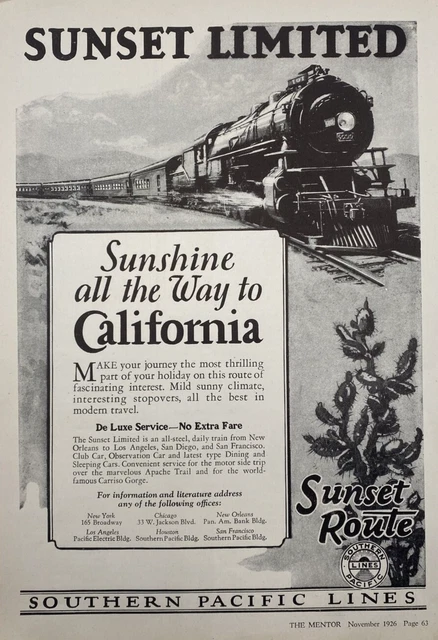 SUNSET LIMITED
Sunshine
all the Way to
California
MAKE your journey the most thrilling
part of your holiday on this route of
fascinating interest. Mild sunny climate,
interesting stopovers, all the best in
modern travel.
De Luxe Service—No Extra Fare
The Sunset Limited is an all-steel, daily train from New
Orleans to Los Angeles, San Diego, and San Francisco.
Club Car, Observation Car and latest type Dining and
Sleeping Cars. Convenient service for the motor side trip
over the marvelous Apache Trail and for the world-
famous Carriso Gorge.
For information and literature address
any of the following offices:
New York Chicago New Orleans
165 Broadway 33 W. Jackson Blvd. Pan. Am. Bank Bldg.
Los Angeles Houston San Francisco
Pacific Electric Bldg. Southern Pacific Bldg. Southern Pacific Bldg.
Sunset
Route
SOUTHERN
LINES
PACIFIC
SOUTHERN PACIFIC LINES
THE MENTOR November 1926 Page 63